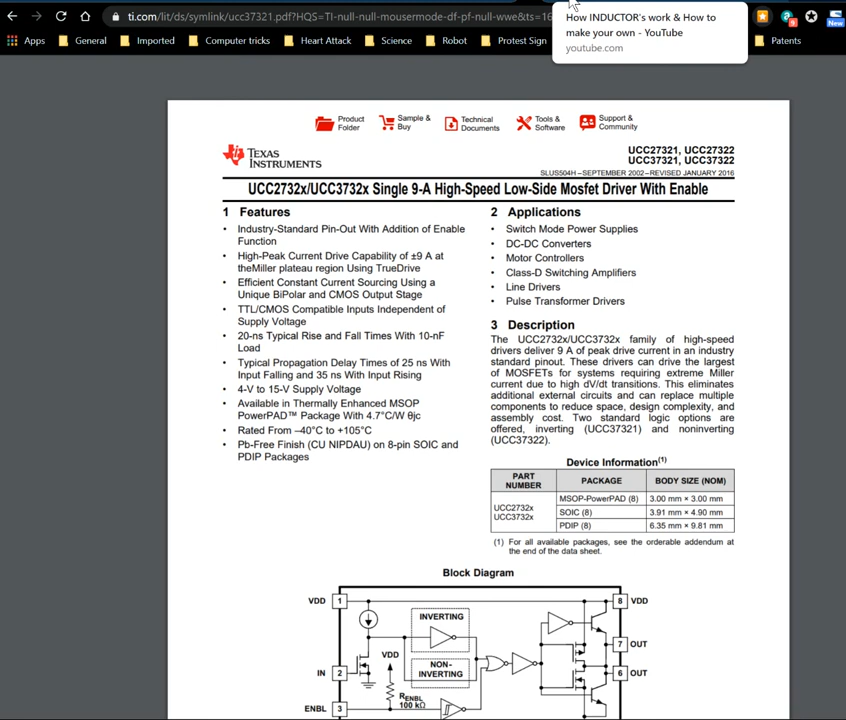 ti.com/lit/ds/symlink/ucc37321.pdf?HQS=TI-null-null-mousermode-df-pf-null-wwe&ts=16
How INDUCTOR's work & How to
make your own - YouTube
youtube.com
New
Apps General Imported Computer tricks Heart Attack Science Robot Protest Sign Patents
Product
Folder
Sample &
Buy
Technical
Documents
Tools &
Software
Support &
Community
TEXAS
INSTRUMENTS
UCC27321, UCC27322
UCC37321, UCC37322
SLUS504H – SEPTEMBER 2002 – REVISED JANUARY 2016
UCC2732x/UCC3732x Single 9-A High-Speed Low-Side Mosfet Driver With Enable
1 Features
• Industry-Standard Pin-Out With Addition of Enable
Function
• High-Peak Current Drive Capability of ±9 A at
theMiller plateau region Using TrueDrive
• Efficient Constant Current Sourcing Using a
Unique BiPolar and CMOS Output Stage
• TTL/CMOS Compatible Inputs Independent of
Supply Voltage
• 20-ns Typical Rise and Fall Times With 10-nF
Load
• Typical Propagation Delay Times of 25 ns With
Input Falling and 35 ns With Input Rising
• 4-V to 15-V Supply Voltage
• Available in Thermally Enhanced MSOP
PowerPAD™ Package With 4.7°C/W θjc
• Rated From –40°C to +105°C
• Pb-Free Finish (CU NIPDAU) on 8-pin SOIC and
PDIP Packages
2 Applications
• Switch Mode Power Supplies
• DC-DC Converters
• Motor Controllers
• Class-D Switching Amplifiers
• Line Drivers
• Pulse Transformer Drivers
3 Description
The UCC2732x/UCC3732x family of high-speed
drivers deliver 9 A of peak drive current in an industry
standard pinout. These drivers can drive the largest
of MOSFETs for systems requiring extreme Miller
current due to high dV/dt transitions. This eliminates
additional external circuits and can replace multiple
components to reduce space, design complexity, and
assembly cost. Two standard logic options are
offered, inverting (UCC37321) and noninverting
(UCC37322).
Device Information(1)
PART
NUMBER PACKAGE BODY SIZE (NOM)
UCC2732x
UCC3732x
MSOP-PowerPAD (8) 3.00 mm × 3.00 mm
SOIC (8) 3.91 mm × 4.90 mm
PDIP (8) 6.35 mm × 9.81 mm
(1) For all available packages, see the orderable addendum at
the end of the data sheet.
Block Diagram
VDD 1 8 VDD
INVERTING
7 OUT
VDD
NON-
INVERTING
IN 2 6 OUT
RENBL
100 kΩ
ENBL 3